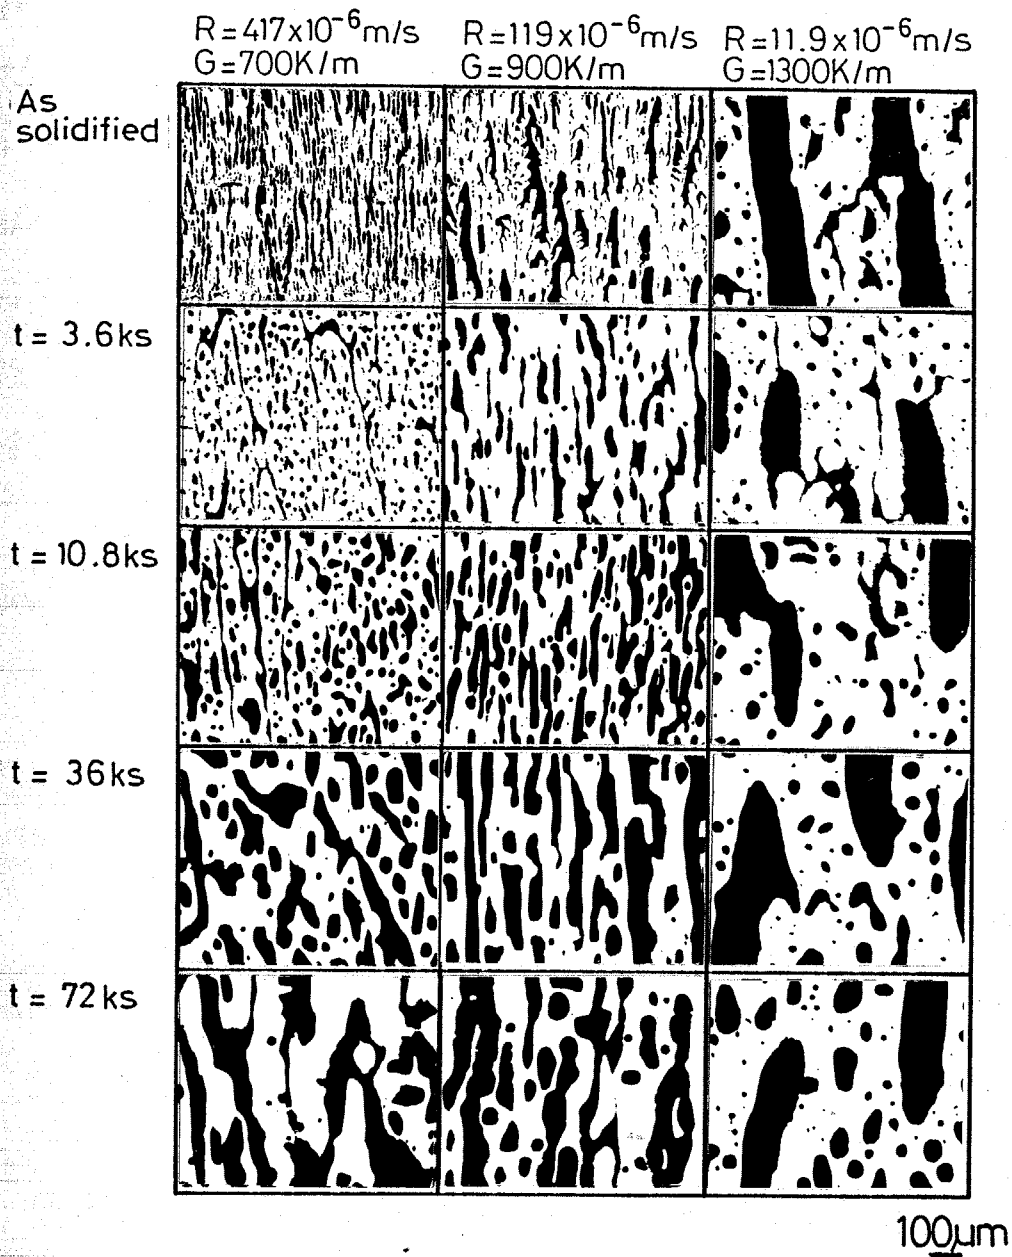 R=417x10⁻⁶m/s
G=700K/m
R=119x10⁻⁶m/s
G=900K/m
R=11.9x10⁻⁶m/s
G=1300K/m
As
solidified
t= 3.6ks
t= 10.8ks
t= 36ks
t= 72ks
100µm